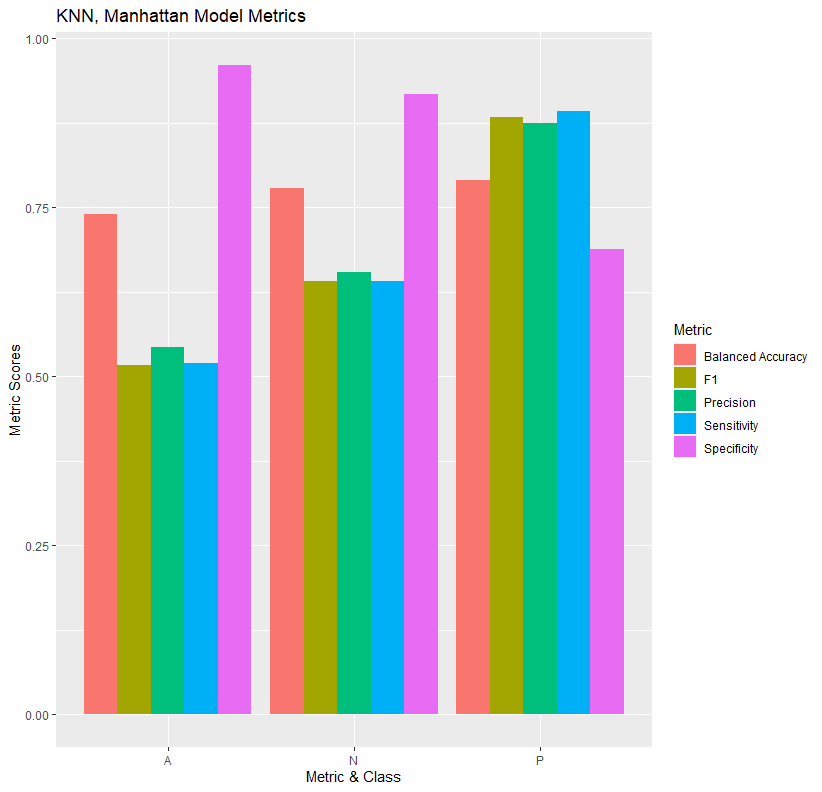 KNN, Manhattan Model Metrics
1.00
0.75
0.50
0.25
0.00
Metric Scores
A N P
Metric & Class
Metric
Balanced Accuracy
F1
Precision
Sensitivity
Specificity